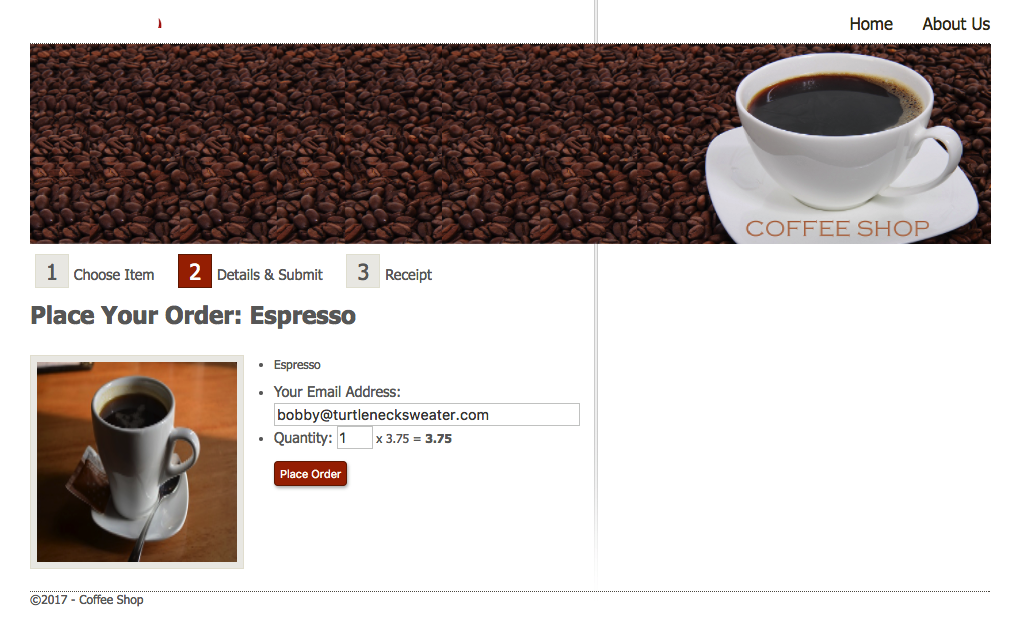 Home About Us
COFFEE SHOP
1 Choose Item 2 Details & Submit 3 Receipt
Place Your Order: Espresso
Espresso
Your Email Address:
bobby@turtlenecksweater.com
Quantity: 1 x 3.75 = 3.75
Place Order
©2017 - Coffee Shop